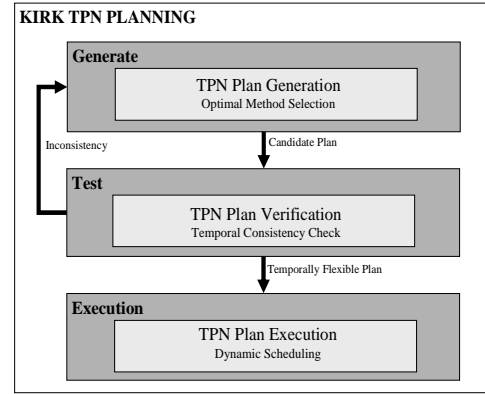 KIRK TPN PLANNING
Generate
TPN Plan Generation
Optimal Method Selection
Inconsistency
Candidate Plan
Test
TPN Plan Verification
Temporal Consistency Check
Temporally Flexible Plan
Execution
TPN Plan Execution
Dynamic Scheduling